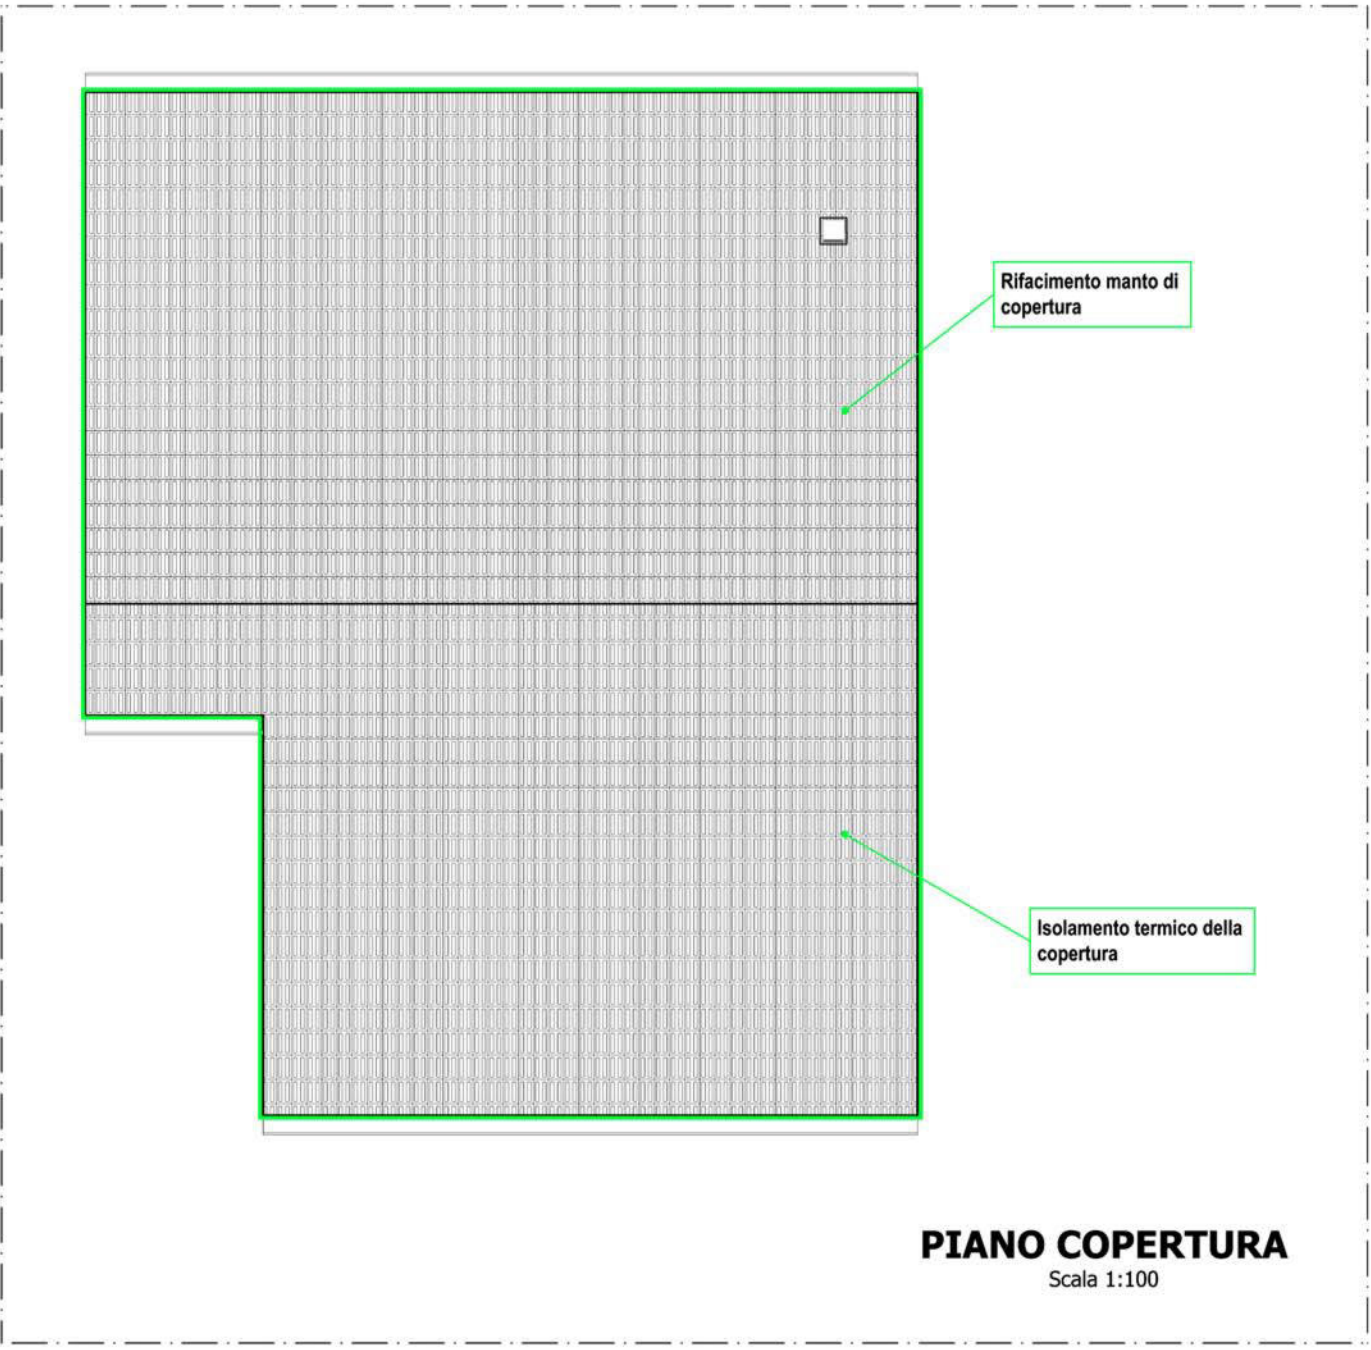 Rifacimento manto di
copertura
Isolamento termico della
copertura
PIANO COPERTURA
Scala 1:100